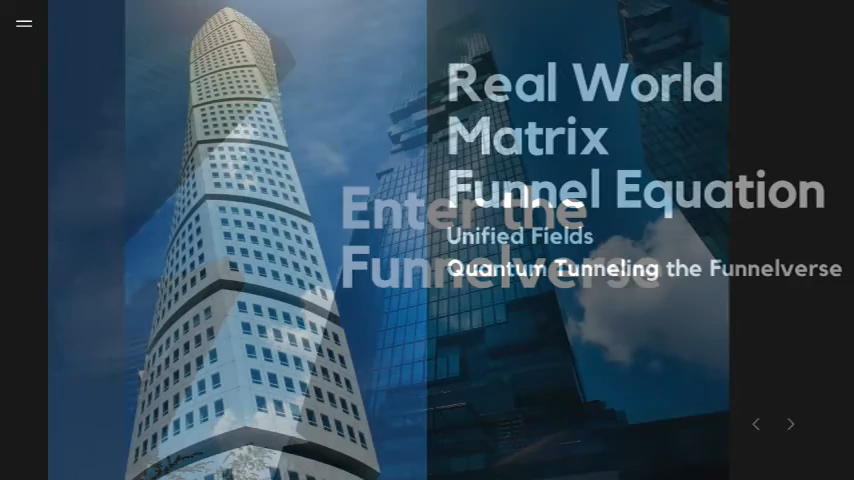 Real World
Matrix
Funnel Equation
Enter the
Funnelverse
Unified Fields
Quantum Tunneling the Funnelverse